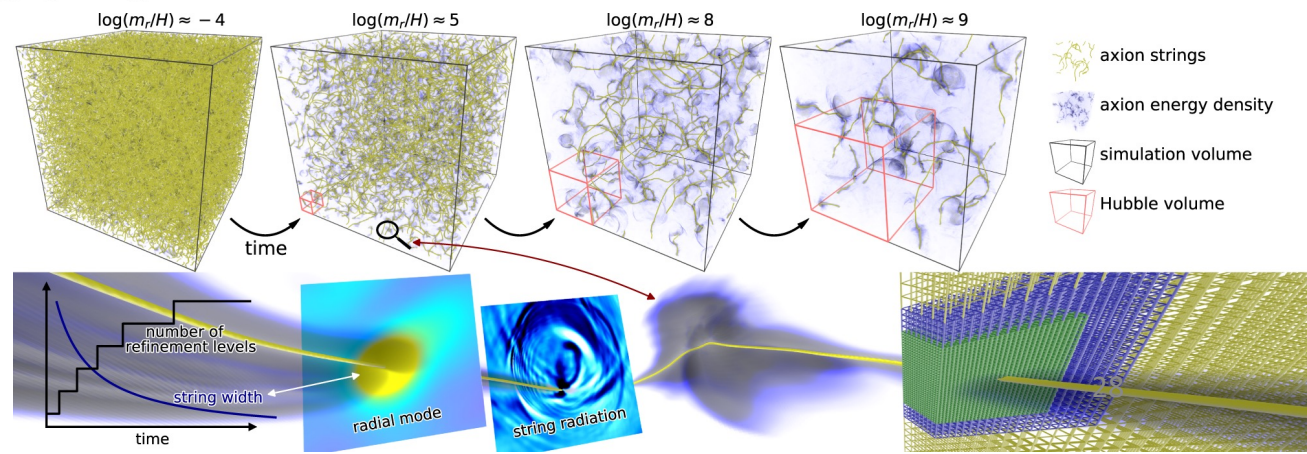 log(m_r/H) ≈ −4
log(m_r/H) ≈ 5
log(m_r/H) ≈ 8
log(m_r/H) ≈ 9
axion strings
axion energy density
simulation volume
Hubble volume
time
number of
refinement levels
string width
time
radial mode
string radiation